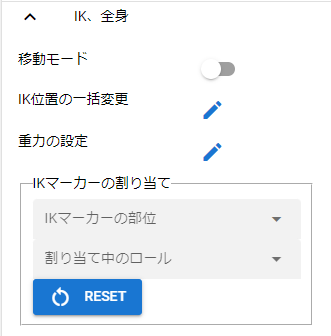 IK、全身
移動モード
IK位置の一括変更
重力の設定
IKマーカーの割り当て
IKマーカーの部位
割り当て中のロール
RESET